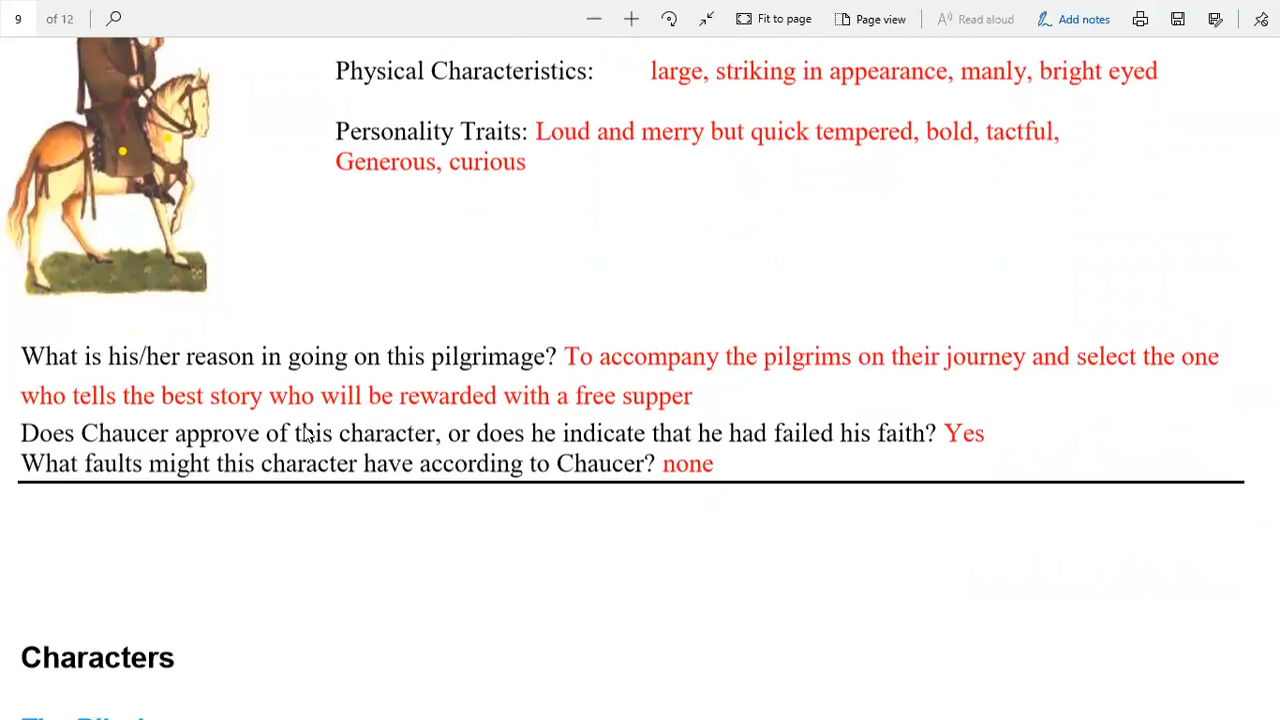 9 of 12 Fit to page Page view Read aloud Add notes
Physical Characteristics: large, striking in appearance, manly, bright eyed
Personality Traits: Loud and merry but quick tempered, bold, tactful,
Generous, curious
What is his/her reason in going on this pilgrimage? To accompany the pilgrims on their journey and select the one
who tells the best story who will be rewarded with a free supper
Does Chaucer approve of this character, or does he indicate that he had failed his faith? Yes
What faults might this character have according to Chaucer? none
Characters